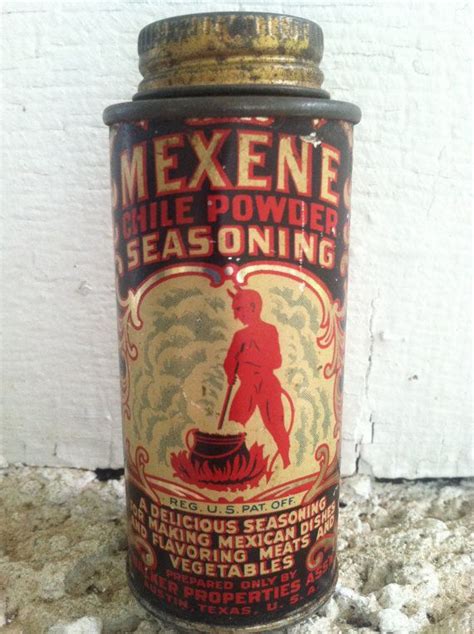 MEXENE
CHILE POWDER
SEASONING
REG. U.S. PAT. OFF.
A DELICIOUS SEASONING
FOR MAKING MEXICAN DISHES
AND FLAVORING MEATS AND
VEGETABLES
PREPARED ONLY BY
PROPERTIES
AUSTIN, TEXAS, U.S.A.